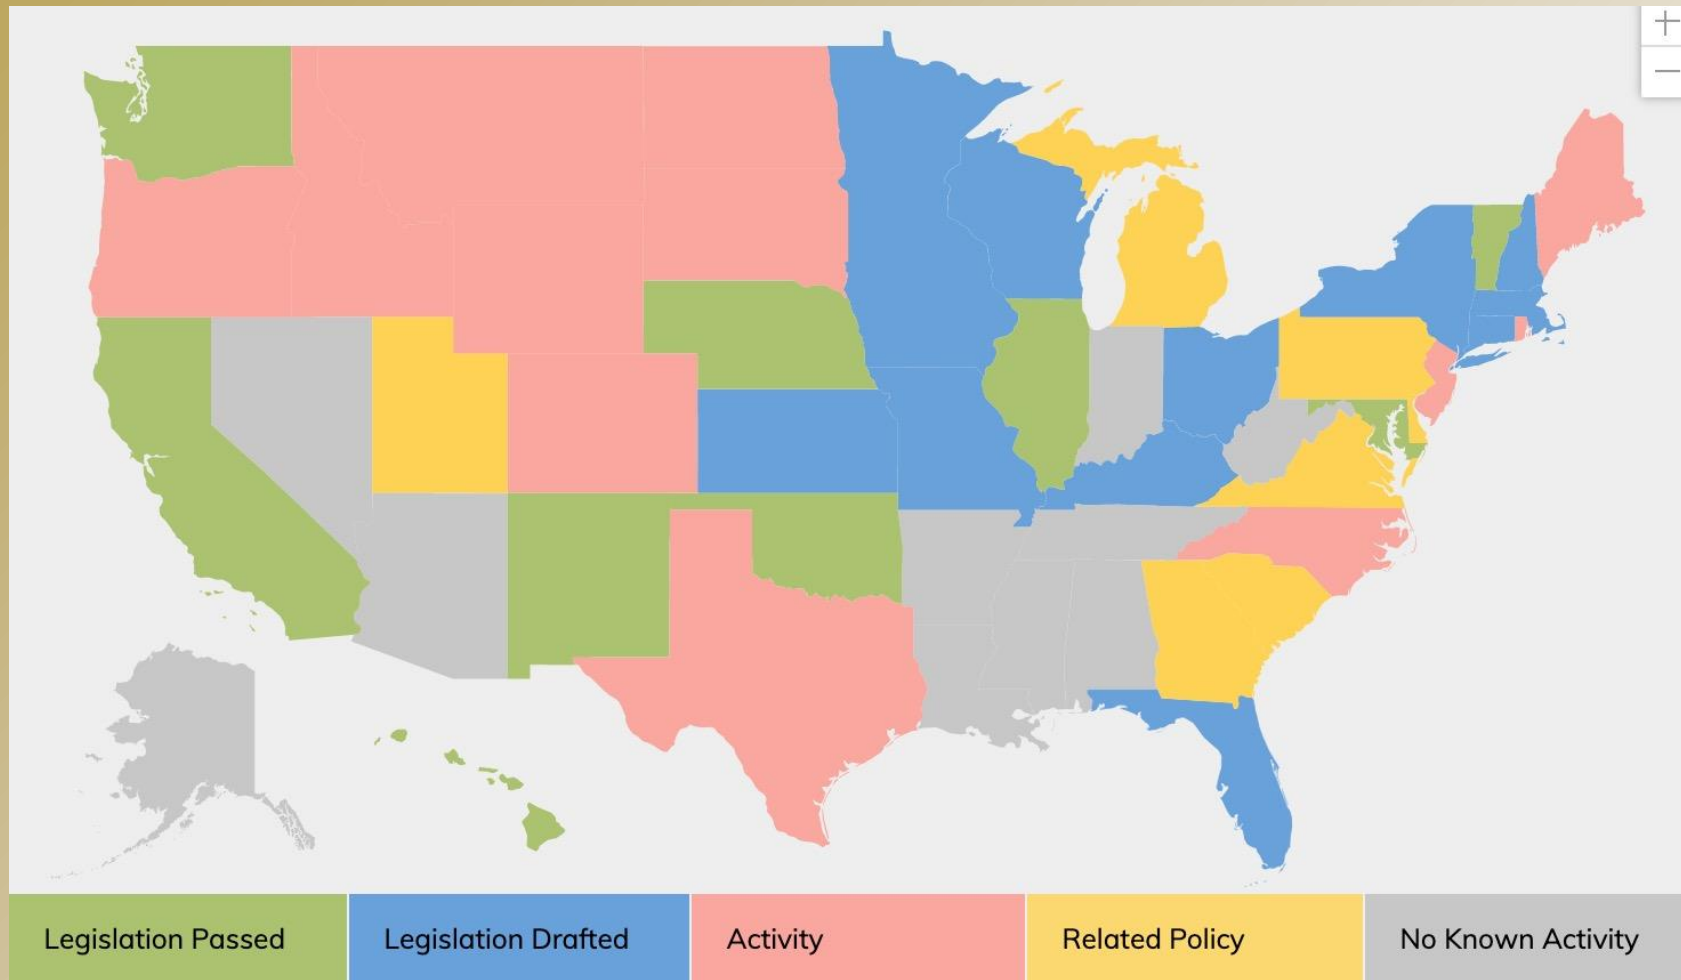 +
−
Legislation Passed
Legislation Drafted
Activity
Related Policy
No Known Activity